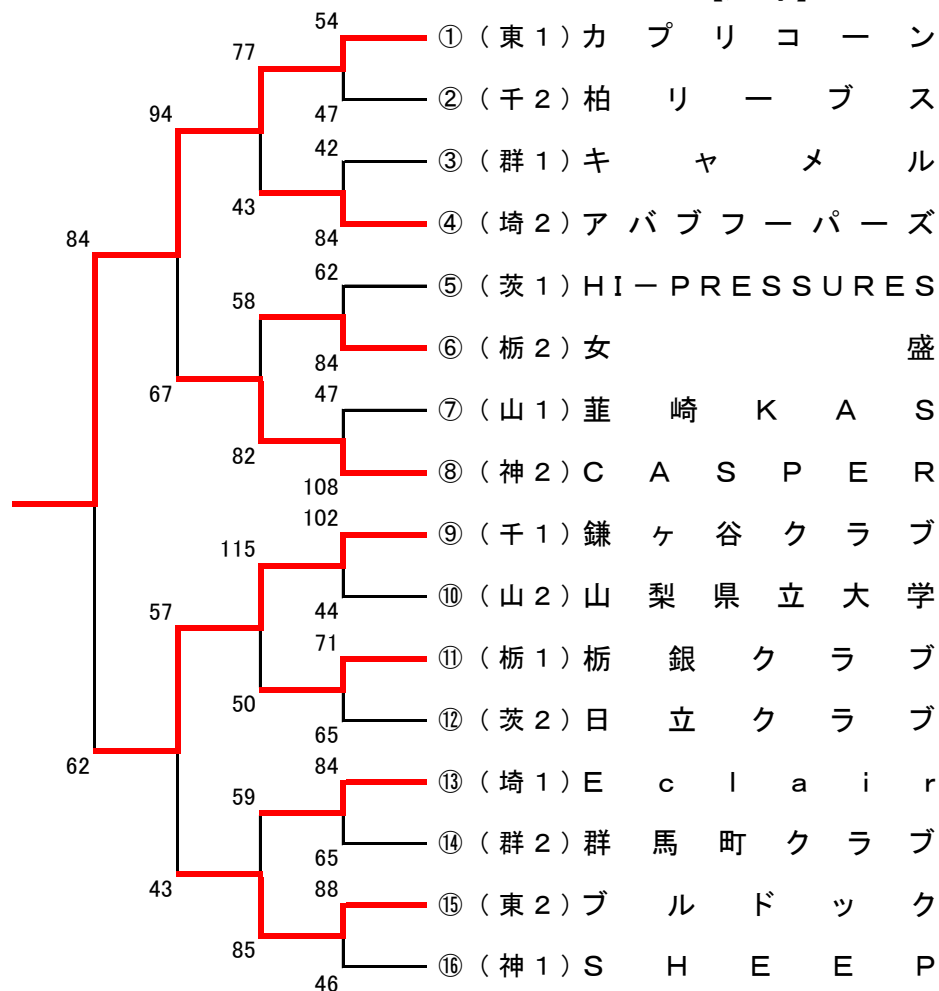 54
① (東1) カプリコーン
77
② (千2) 柏リーブス
47
94
42
③ (群1) キャメル
43
④ (埼2) アバブフーパーズ
84
84
62
⑤ (茨1) HI－PRESSURES
58
⑥ (栃2) 女盛
84
67
47
⑦ (山1) 韮崎KAS
82
⑧ (神2) CASPER
108
102
⑨ (千1) 鎌ヶ谷クラブ
115
⑩ (山2) 山梨県立大学
44
57
71
⑪ (栃1) 栃銀クラブ
50
⑫ (茨2) 日立クラブ
65
62
84
⑬ (埼1) Eclair
59
⑭ (群2) 群馬町クラブ
65
43
88
⑮ (東2) ブルドック
85
⑯ (神1) SHEEP
46